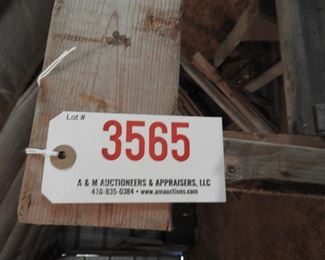 Lot #
3565
A & M AUCTIONEERS & APPRAISERS, LLC
410-835-0384 • www.amauctions.com